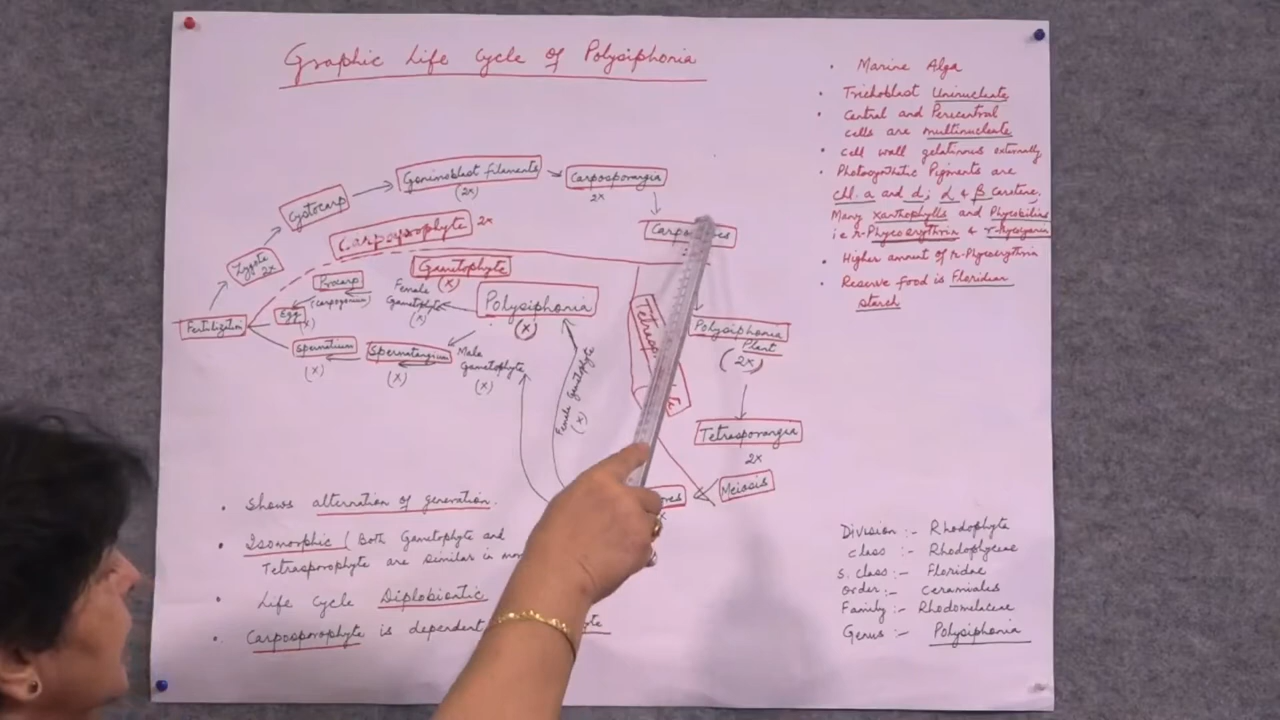 Graphic Life Cycle of Polysiphonia
Gonimoblast filaments
(2x)
Carposporangia
2x
Cystocarp
Carposporophyte 2x
Zygote
2x
Gametophyte
(x)
Procarp
(carpogonium)
Female
Gametophyte
(x)
Polysiphonia
(x)
Egg
(x)
Fertilization
Spermatium
(x)
Spermatangium
(x)
Male
Gametophyte
(x)
Female Gametophyte
(x)
Polysiphonia
Plant
(2x)
Tetrasporangia
2x
Meiosis
• Shows alternation of generation.
• Isomorphic (Both Gametophyte and
Tetrasporophyte are similar in
• Life Cycle Diplobiontic
• Carposporophyte is dependent
• Marine Alga
• Trichoblast Uninucleate
• Central and Pericentral
cells are multinucleate
• Cell wall gelatinous externally
• Photosynthetic Pigments are
chl. a and d; α & β Carotene,
Many xanthophylls and Phycobilins
i.e r-Phycoerythrin & r-Phycocyanin
• Higher amount of r-Phycoerythrin
• Reserve food is Floridian
starch
Division :- Rhodophyta
Class :- Rhodophyceae
S. class :- Floridae
Order :- Ceramiales
Family :- Rhodomelaceae
Genus :- Polysiphonia